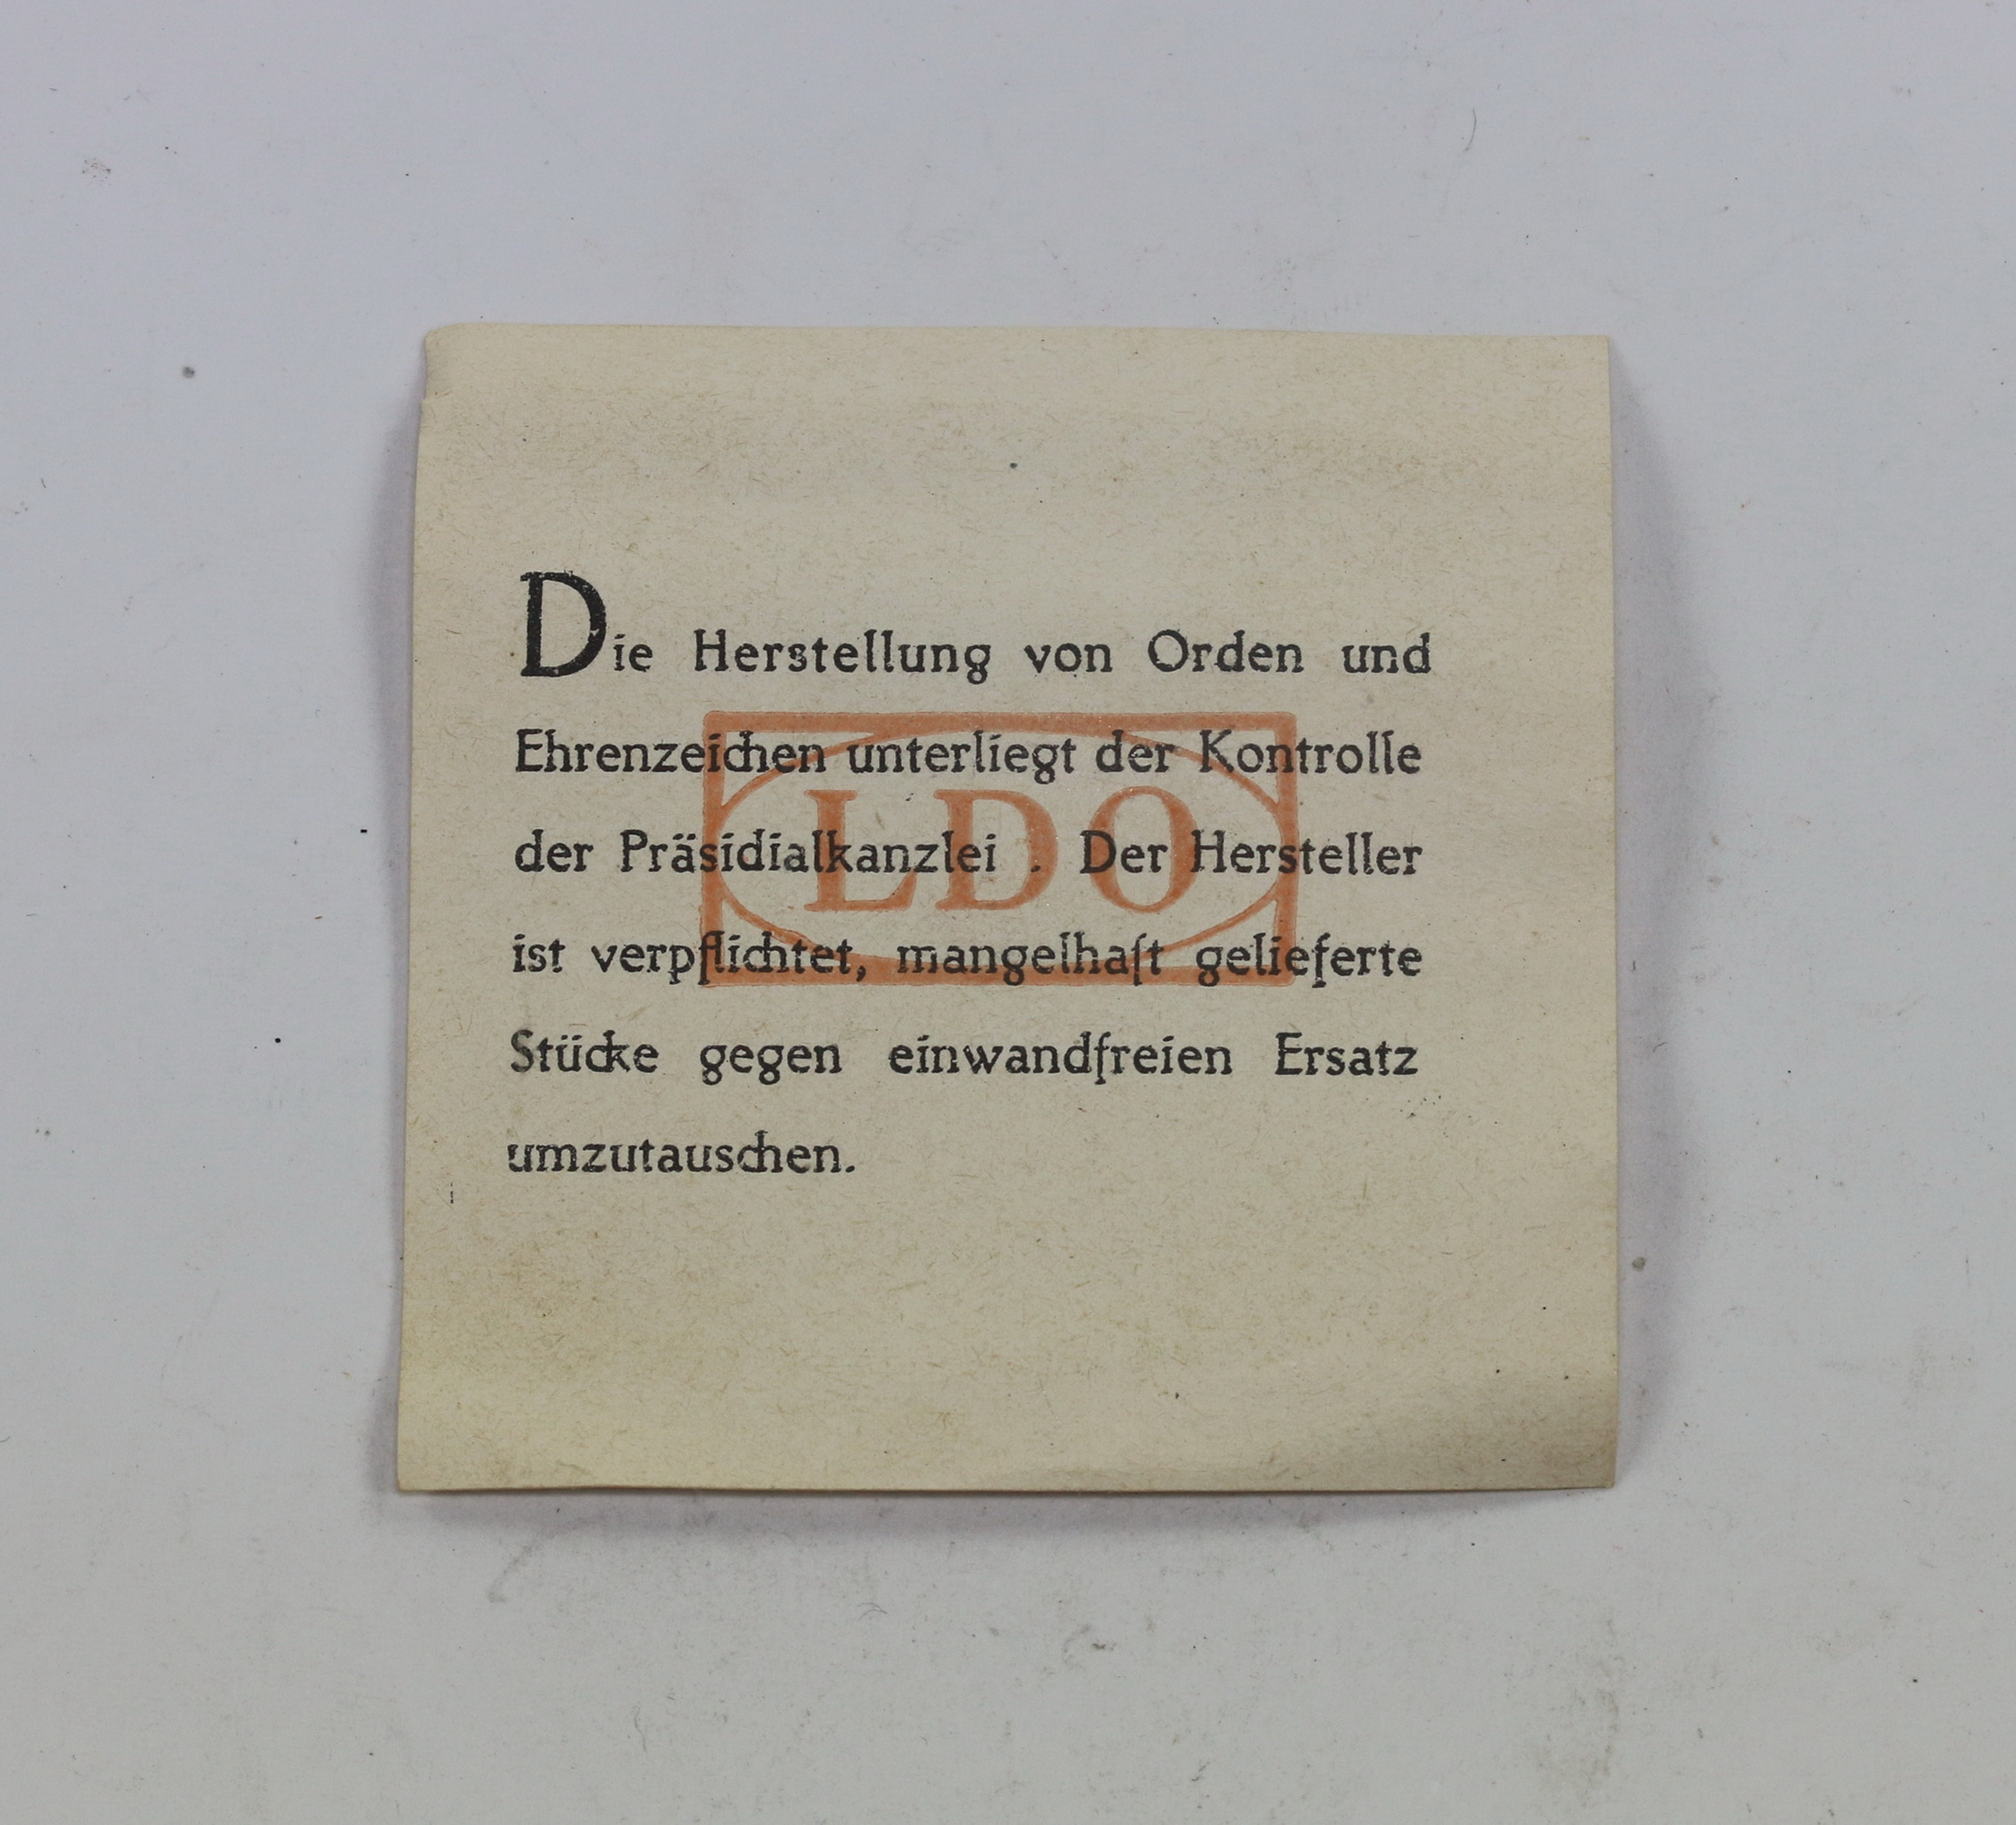 Die Herstellung von Orden und
Ehrenzeichen unterliegt der Kontrolle
der Präsidialkanzlei . Der Hersteller
ist verpflichtet, mangelhaft gelieferte
Stücke gegen einwandfreien Ersatz
umzutauschen.
LDO